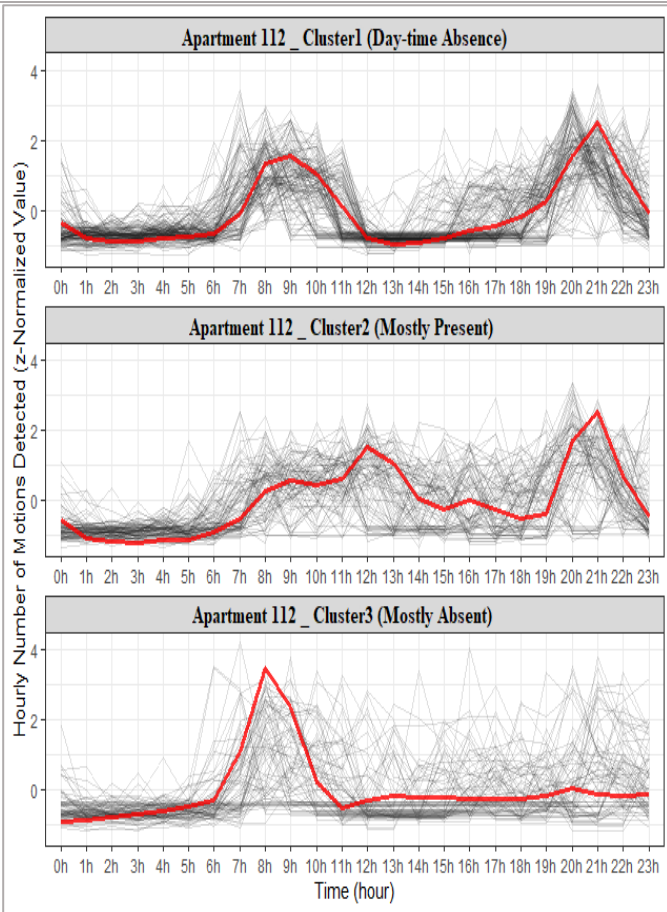 Apartment 112 _ Cluster1 (Day-time Absence)
4
2
0
0h 1h 2h 3h 4h 5h 6h 7h 8h 9h 10h 11h 12h 13h 14h 15h 16h 17h 18h 19h 20h 21h 22h 23h
Apartment 112 _ Cluster2 (Mostly Present)
4
2
0
0h 1h 2h 3h 4h 5h 6h 7h 8h 9h 10h 11h 12h 13h 14h 15h 16h 17h 18h 19h 20h 21h 22h 23h
Apartment 112 _ Cluster3 (Mostly Absent)
4
2
0
0h 1h 2h 3h 4h 5h 6h 7h 8h 9h 10h 11h 12h 13h 14h 15h 16h 17h 18h 19h 20h 21h 22h 23h
Time (hour)
Hourly Number of Motions Detected (z-Normalized Value)